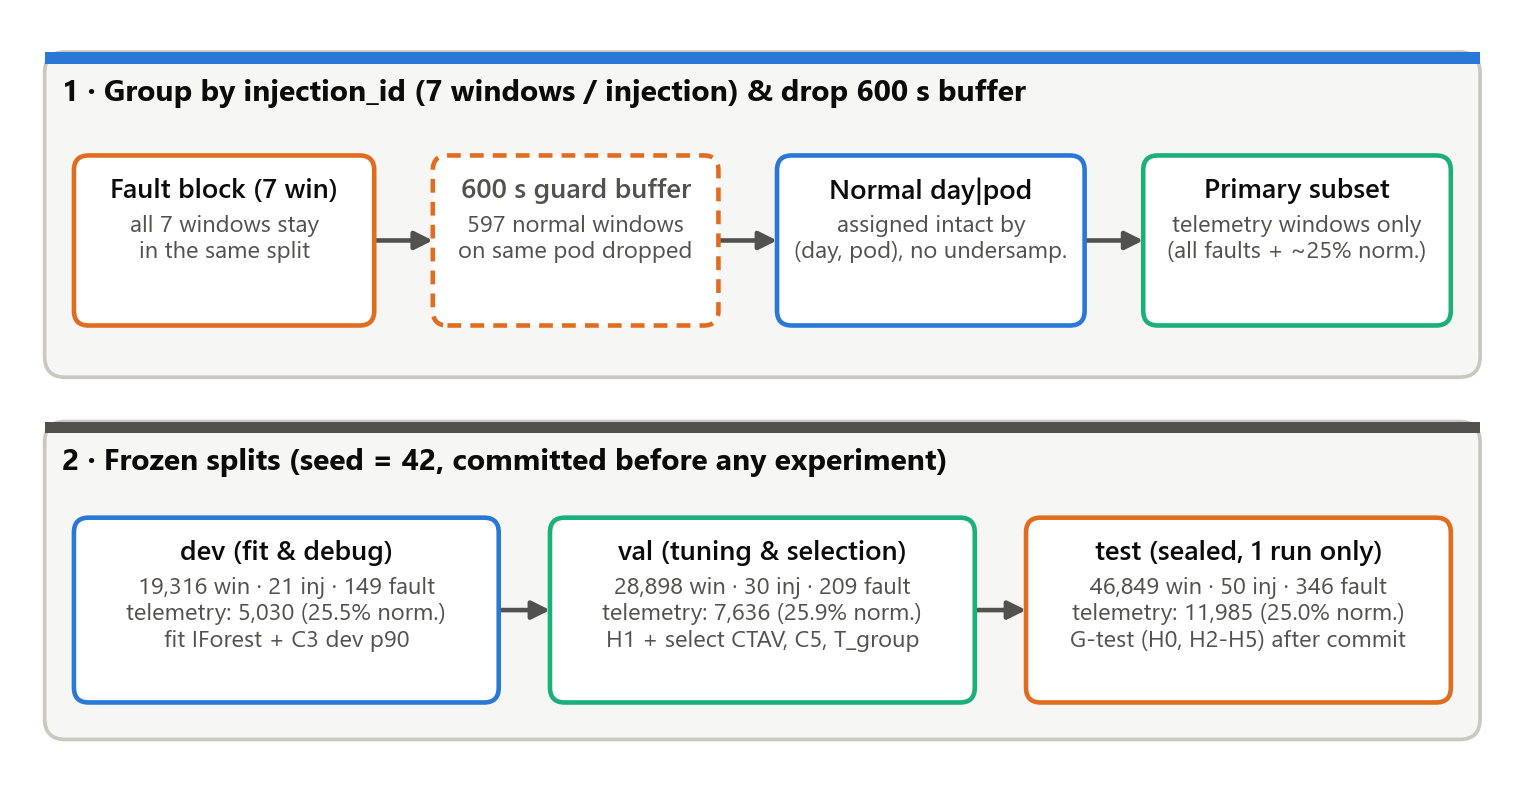 1 · Group by injection_id (7 windows / injection) & drop 600 s buffer
Fault block (7 win)
all 7 windows stay
in the same split
600 s guard buffer
597 normal windows
on same pod dropped
Normal day|pod
assigned intact by
(day, pod), no undersamp.
Primary subset
telemetry windows only
(all faults + ~25% norm.)
2 · Frozen splits (seed = 42, committed before any experiment)
dev (fit & debug)
19,316 win · 21 inj · 149 fault
telemetry: 5,030 (25.5% norm.)
fit IForest + C3 dev p90
val (tuning & selection)
28,898 win · 30 inj · 209 fault
telemetry: 7,636 (25.9% norm.)
H1 + select CTAV, C5, T_group
test (sealed, 1 run only)
46,849 win · 50 inj · 346 fault
telemetry: 11,985 (25.0% norm.)
G-test (H0, H2-H5) after commit